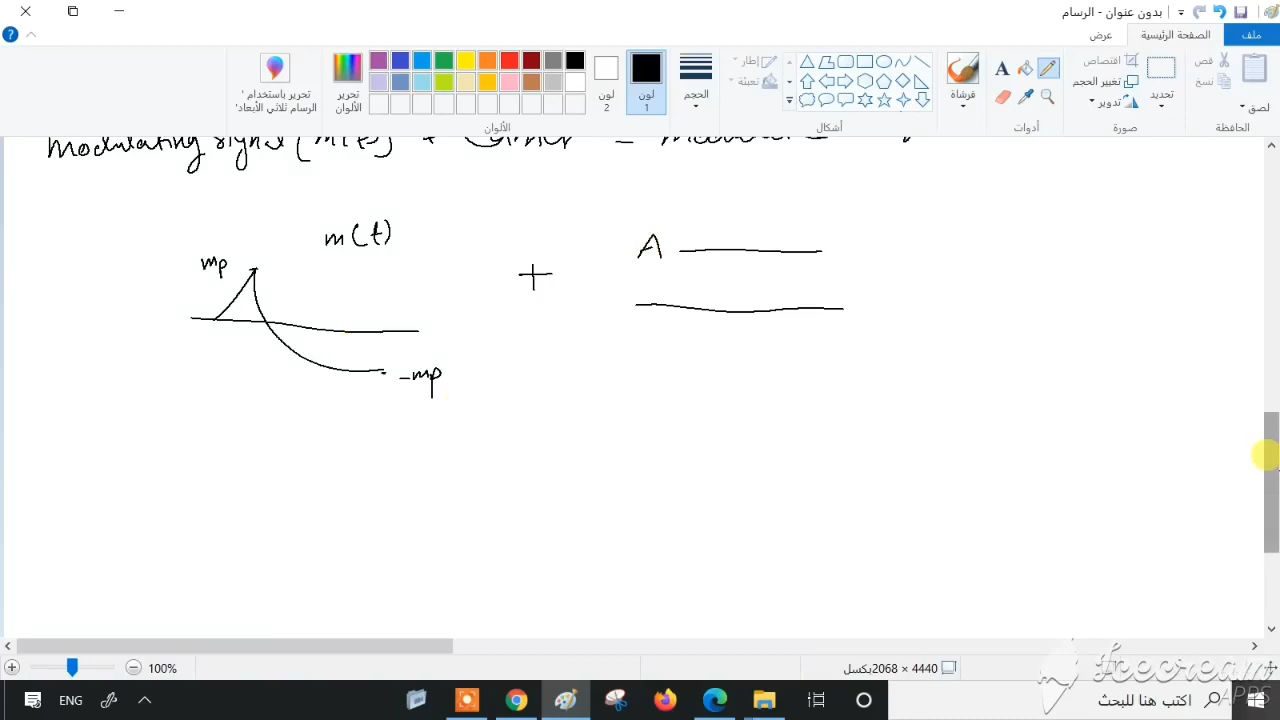 بدون عنوان - الرسام
ملف
الصفحة الرئيسية
عرض
لصق
قص
نسخ
الحافظة
تحديد
اقتصاص
تغيير الحجم
تدوير
صورة
A
أدوات
فرشاة
إطار
تعبئة
أشكال
الحجم
لون
1
لون
2
تحرير
الألوان
الألوان
تحرير باستخدام
الرسام ثلاثي الأبعاد'
modulating signal (m(t)) +
m(t)
mp
-mp
+
A
100%
4440 × 2068بكسل
ENG
اكتب هنا للبحث
Icecream
APPS